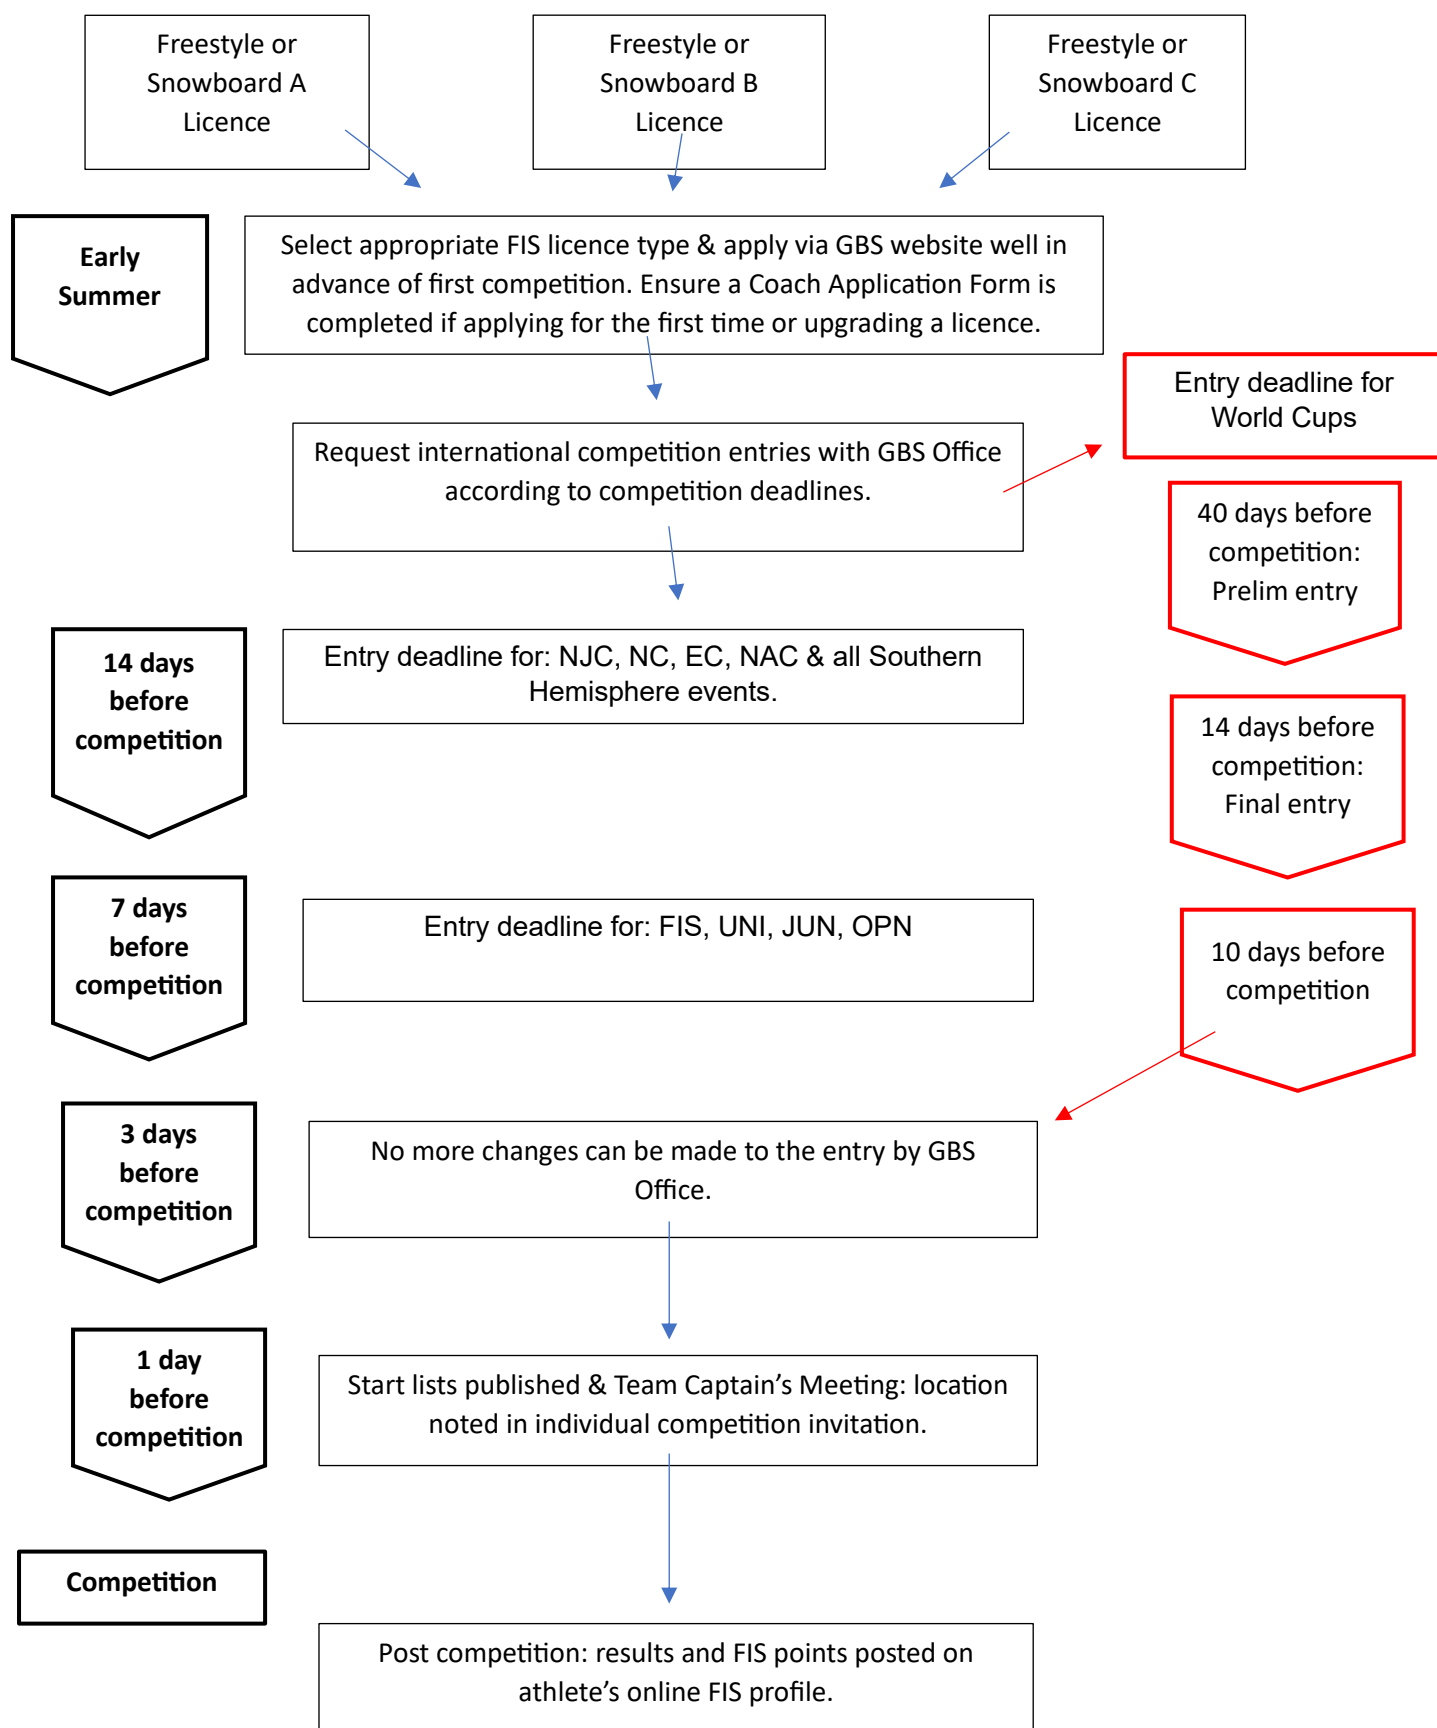 Freestyle or
Snowboard A
Licence
Freestyle or
Snowboard B
Licence
Freestyle or
Snowboard C
Licence
Early
Summer
Select appropriate FIS licence type & apply via GBS website well in
advance of first competition. Ensure a Coach Application Form is
completed if applying for the first time or upgrading a licence.
Entry deadline for
World Cups
Request international competition entries with GBS Office
according to competition deadlines.
40 days before
competition:
Prelim entry
14 days
before
competition
Entry deadline for: NJC, NC, EC, NAC & all Southern
Hemisphere events.
14 days before
competition:
Final entry
7 days
before
competition
Entry deadline for: FIS, UNI, JUN, OPN
10 days before
competition
3 days
before
competition
No more changes can be made to the entry by GBS
Office.
1 day
before
competition
Start lists published & Team Captain’s Meeting: location
noted in individual competition invitation.
Competition
Post competition: results and FIS points posted on
athlete’s online FIS profile.